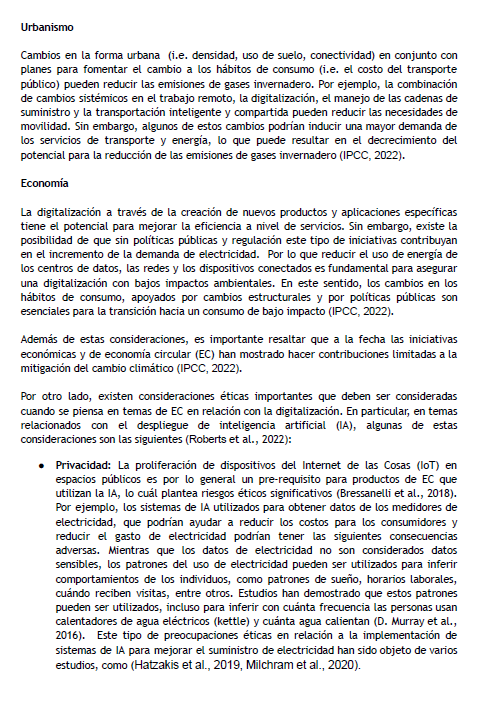 Urbanismo
Cambios en la forma urbana (i.e. densidad, uso de suelo, conectividad) en conjunto con
planes para fomentar el cambio a los hábitos de consumo (i.e. el costo del transporte
público) pueden reducir las emisiones de gases invernadero. Por ejemplo, la combinación
de cambios sistémicos en el trabajo remoto, la digitalización, el manejo de las cadenas de
suministro y la transportación inteligente y compartida pueden reducir las necesidades de
movilidad. Sin embargo, algunos de estos cambios podrían inducir una mayor demanda de
los servicios de transporte y energía, lo que puede resultar en el decrecimiento del
potencial para la reducción de las emisiones de gases invernadero (IPCC, 2022).
Economía
La digitalización a través de la creación de nuevos productos y aplicaciones específicas
tiene el potencial para mejorar la eficiencia a nivel de servicios. Sin embargo, existe la
posibilidad de que sin políticas públicas y regulación este tipo de iniciativas contribuyan
en el incremento de la demanda de electricidad. Por lo que reducir el uso de energía de
los centros de datos, las redes y los dispositivos conectados es fundamental para asegurar
una digitalización con bajos impactos ambientales. En este sentido, los cambios en los
hábitos de consumo, apoyados por cambios estructurales y por políticas públicas son
esenciales para la transición hacia un consumo de bajo impacto (IPCC, 2022).
Además de estas consideraciones, es importante resaltar que a la fecha las iniciativas
económicas y de economía circular (EC) han mostrado hacer contribuciones limitadas a la
mitigación del cambio climático (IPCC, 2022).
Por otro lado, existen consideraciones éticas importantes que deben ser consideradas
cuando se piensa en temas de EC en relación con la digitalización. En particular, en temas
relacionados con el despliegue de inteligencia artificial (IA), algunas de estas
consideraciones son las siguientes (Roberts et al., 2022):
● Privacidad: La proliferación de dispositivos del Internet de las Cosas (IoT) en
espacios públicos es por lo general un pre-requisito para productos de EC que
utilizan la IA, lo cuál plantea riesgos éticos significativos (Bressanelli et al., 2018).
Por ejemplo, los sistemas de IA utilizados para obtener datos de los medidores de
electricidad, que podrían ayudar a reducir los costos para los consumidores y
reducir el gasto de electricidad podrían tener las siguientes consecuencias
adversas. Mientras que los datos de electricidad no son considerados datos
sensibles, los patrones del uso de electricidad pueden ser utilizados para inferir
comportamientos de los individuos, como patrones de sueño, horarios laborales,
cuándo reciben visitas, entre otros. Estudios han demostrado que estos patrones
pueden ser utilizados, incluso para inferir con cuánta frecuencia las personas usan
calentadores de agua eléctricos (kettle) y cuánta agua calientan (D. Murray et al.,
2016). Este tipo de preocupaciones éticas en relación a la implementación de
sistemas de IA para mejorar el suministro de electricidad han sido objeto de varios
estudios, como (Hatzakis et al., 2019, Milchram et al., 2020).